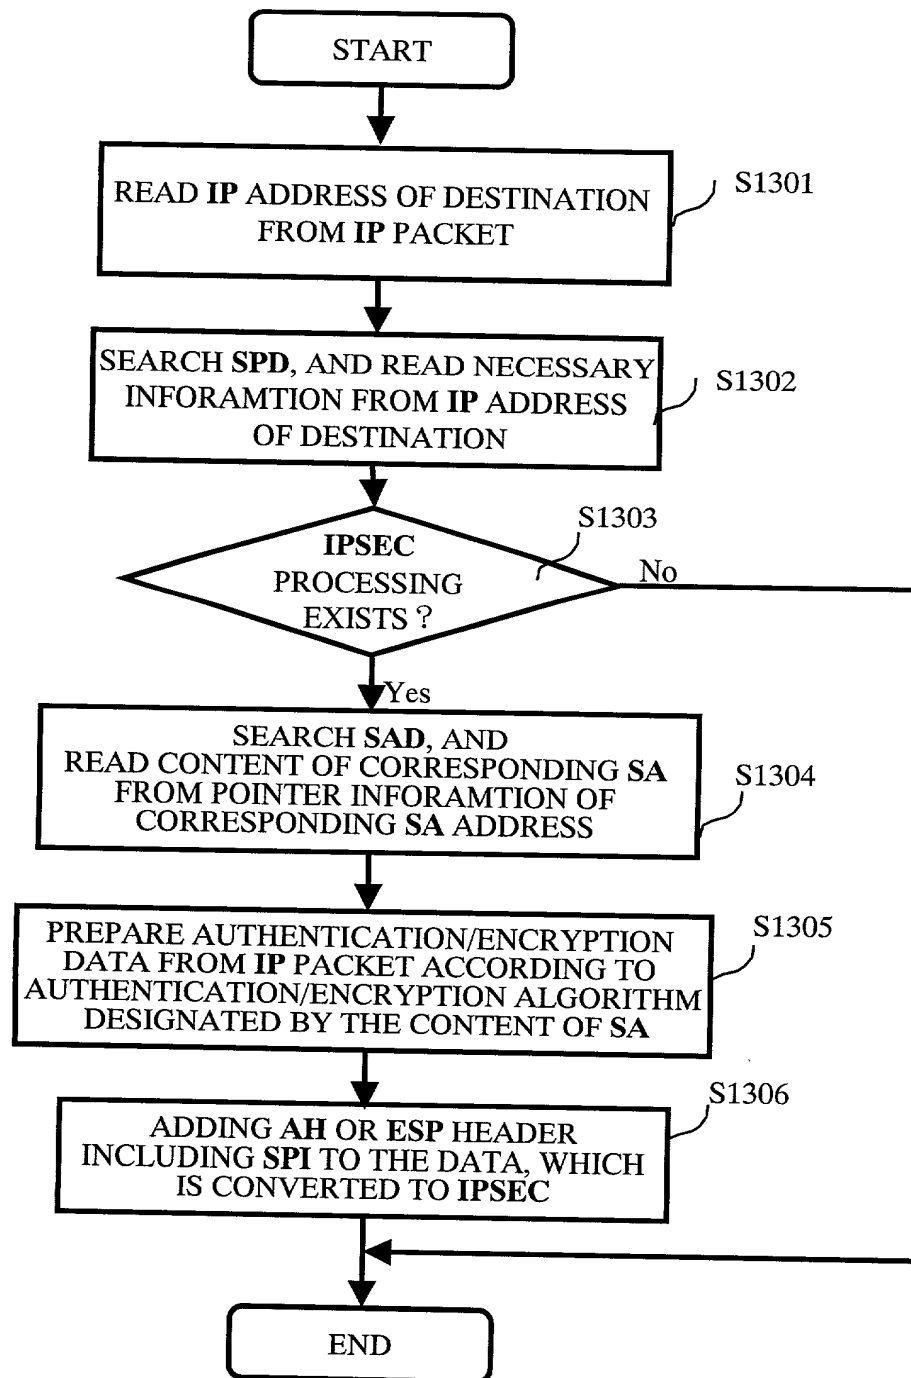 START
READ IP ADDRESS OF DESTINATION
FROM IP PACKET
S1301
SEARCH SPD, AND READ NECESSARY
INFORAMTION FROM IP ADDRESS
OF DESTINATION
S1302
IPSEC
PROCESSING
EXISTS ?
S1303
No
Yes
SEARCH SAD, AND
READ CONTENT OF CORRESPONDING SA
FROM POINTER INFORAMTION OF
CORRESPONDING SA ADDRESS
S1304
PREPARE AUTHENTICATION/ENCRYPTION
DATA FROM IP PACKET ACCORDING TO
AUTHENTICATION/ENCRYPTION ALGORITHM
DESIGNATED BY THE CONTENT OF SA
S1305
ADDING AH OR ESP HEADER
INCLUDING SPI TO THE DATA, WHICH
IS CONVERTED TO IPSEC
S1306
END